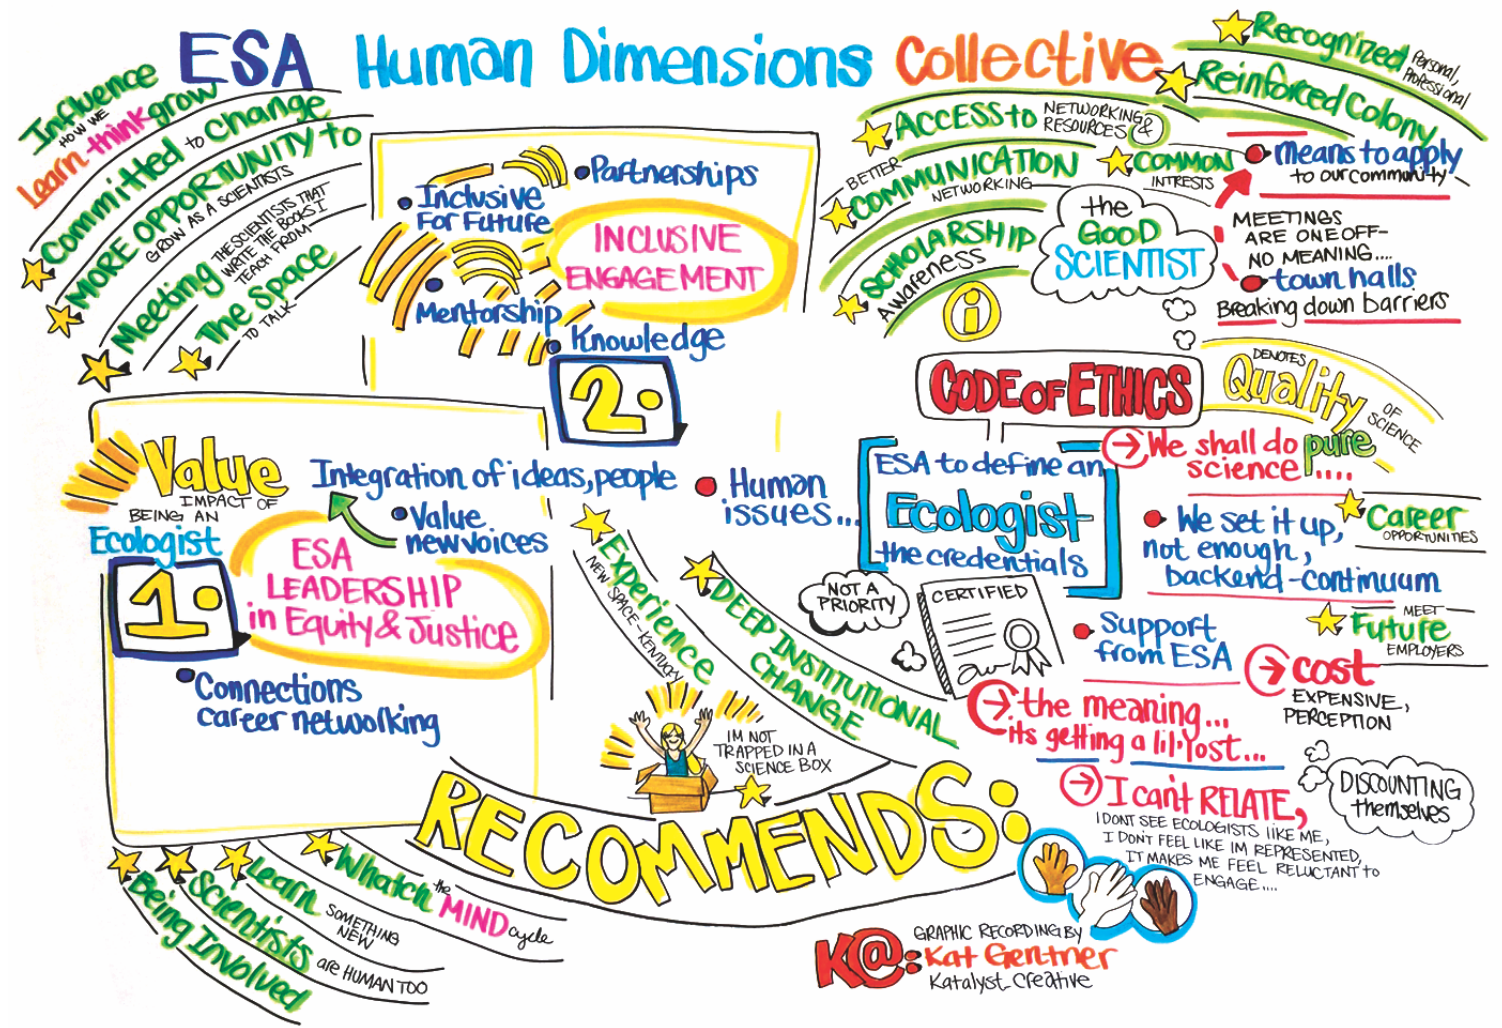 ESA Human Dimensions Collective
Influence
HOW WE
Learn think grow
Committed to change
MORE OPPORTUNITY to
GROW AS A SCIENTISTS
Meeting
THE SCIENTISTS THAT
WRITE THE BOOKS I
TEACH FROM
The Space
TO TALK
Partnerships
Inclusive
For Future
INCLUSIVE
ENGAGEMENT
Mentorship
Knowledge
2.
Recognized
Personal,
Professional
Reinforced Colony
ACCESS to
NETWORKING &
RESOURCES
BETTER
COMMUNICATION
NETWORKING
COMMON
INTRESTS
SCHOLARSHIP
Awareness
i
the
GOOD
SCIENTIST
means to apply
to our community
MEETINGS
ARE ONE OFF-
NO MEANING....
town halls
Breaking down barriers
CODE OF ETHICS
DENOTES
Quality
OF
SCIENCE
We shall do pure
science.....
Value
IMPACT OF
BEING AN
Ecologist
Integration of ideas, people
Value
new voices
1.
ESA
LEADERSHIP
in Equity & Justice
Connections
career networking
Human
issues...
ESA to define an
Ecologist
the credentials
NOT A
PRIORITY
CERTIFIED
We set it up,
not enough,
backend-continuum
Career
OPPORTUNITIES
MEET
Future
EMPLOYERS
Support
from ESA
cost
EXPENSIVE,
PERCEPTION
the meaning...
its getting a lil' lost...
I can't RELATE,
I DONT SEE ECOLOGISTS LIKE ME,
I DON'T FEEL LIKE IM REPRESENTED,
IT MAKES ME FEEL RELUCTANT to
ENGAGE....
DISCOUNTING
themselves
Experience
NEW SPACE - KENTUCKY
DEEP INSTITUTIONAL
CHANGE
IM NOT
TRAPPED IN A
SCIENCE BOX
RECOMMENDS:
Being Involved
Scientists
are HUMAN TOO
Learn
SOMETHING
NEW
Whatch the MIND cycle
K@:
GRAPHIC RECORDING BY
Kat Gentner
Katalyst Creative